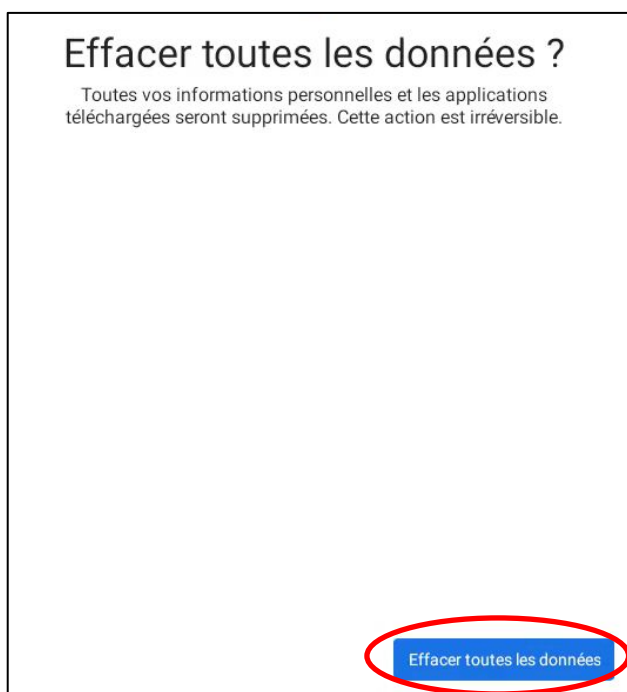 Effacer toutes les données ?
Toutes vos informations personnelles et les applications
téléchargées seront supprimées. Cette action est irréversible.
Effacer toutes les données